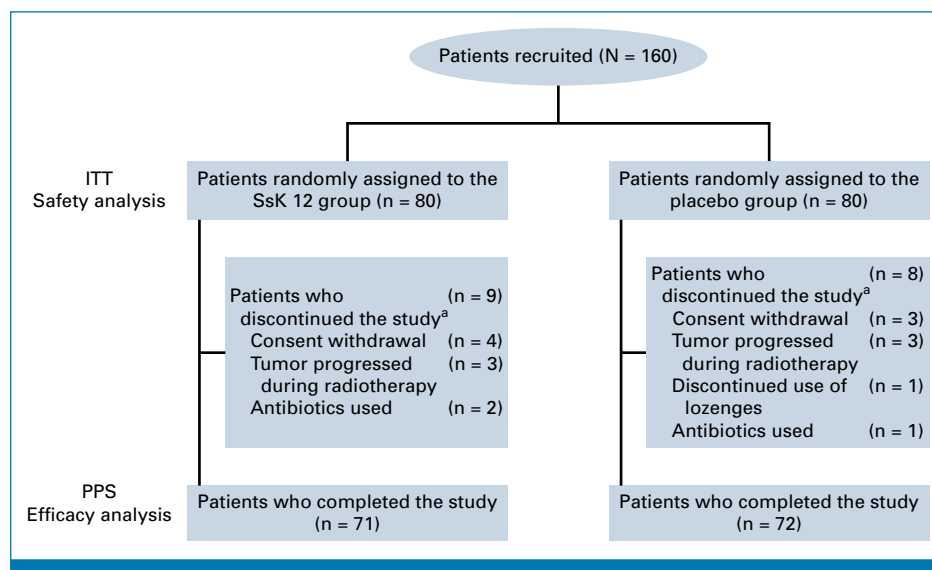 Patients recruited (N = 160)
ITT
Safety analysis
Patients randomly assigned to the
SsK 12 group (n = 80)
Patients randomly assigned to the
placebo group (n = 80)
Patients who (n = 9)
discontinued the studyᵃ
Consent withdrawal (n = 4)
Tumor progressed (n = 3)
during radiotherapy
Antibiotics used (n = 2)
Patients who (n = 8)
discontinued the studyᵃ
Consent withdrawal (n = 3)
Tumor progressed (n = 3)
during radiotherapy
Discontinued use of (n = 1)
lozenges
Antibiotics used (n = 1)
PPS
Efficacy analysis
Patients who completed the study
(n = 71)
Patients who completed the study
(n = 72)